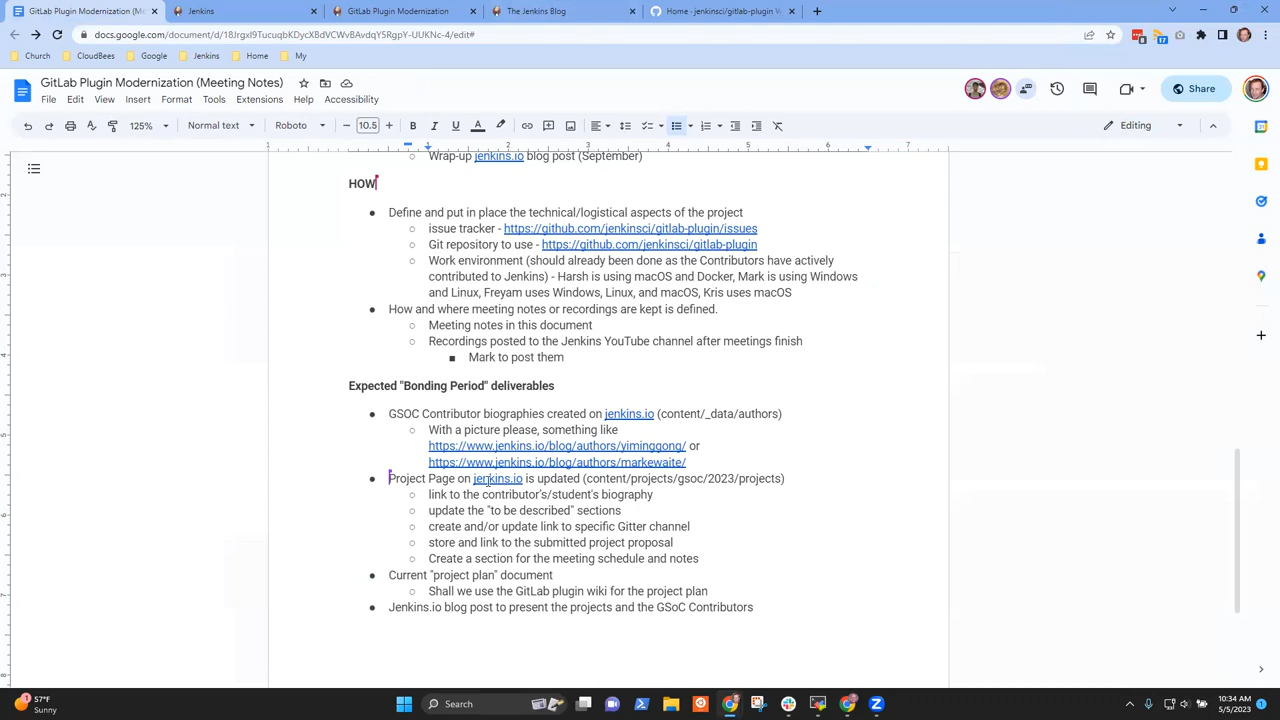 GitLab Plugin Modernization (Me
Jenkins
GitLab Plugin Modernization
The Jenkins Blog
Home · jenkinsci/gitlab-plugin W
docs.google.com/document/d/18JrgxI9TucuqbKDycXBdVCWvBAvdqY5RgpY-UUKNc-4/edit#
Church
CloudBees
Google
Jenkins
Home
My
GitLab Plugin Modernization (Meeting Notes)
File Edit View Insert Format Tools Extensions Help Accessibility
Share
125%
Normal text
Roboto
10.5
Editing
1 2 3 4 5 6 7
Wrap-up jenkins.io blog post (September)
HOW
Define and put in place the technical/logistical aspects of the project
issue tracker - https://github.com/jenkinsci/gitlab-plugin/issues
Git repository to use - https://github.com/jenkinsci/gitlab-plugin
Work environment (should already been done as the Contributors have actively
contributed to Jenkins) - Harsh is using macOS and Docker, Mark is using Windows
and Linux, Freyam uses Windows, Linux, and macOS, Kris uses macOS
How and where meeting notes or recordings are kept is defined.
Meeting notes in this document
Recordings posted to the Jenkins YouTube channel after meetings finish
Mark to post them
Expected "Bonding Period" deliverables
GSOC Contributor biographies created on jenkins.io (content/_data/authors)
With a picture please, something like
https://www.jenkins.io/blog/authors/yiminggong/ or
https://www.jenkins.io/blog/authors/markewaite/
Project Page on jenkins.io is updated (content/projects/gsoc/2023/projects)
link to the contributor's/student's biography
update the "to be described" sections
create and/or update link to specific Gitter channel
store and link to the submitted project proposal
Create a section for the meeting schedule and notes
Current "project plan" document
Shall we use the GitLab plugin wiki for the project plan
Jenkins.io blog post to present the projects and the GSoC Contributors
57°F
Sunny
Search
10:34 AM
5/5/2023